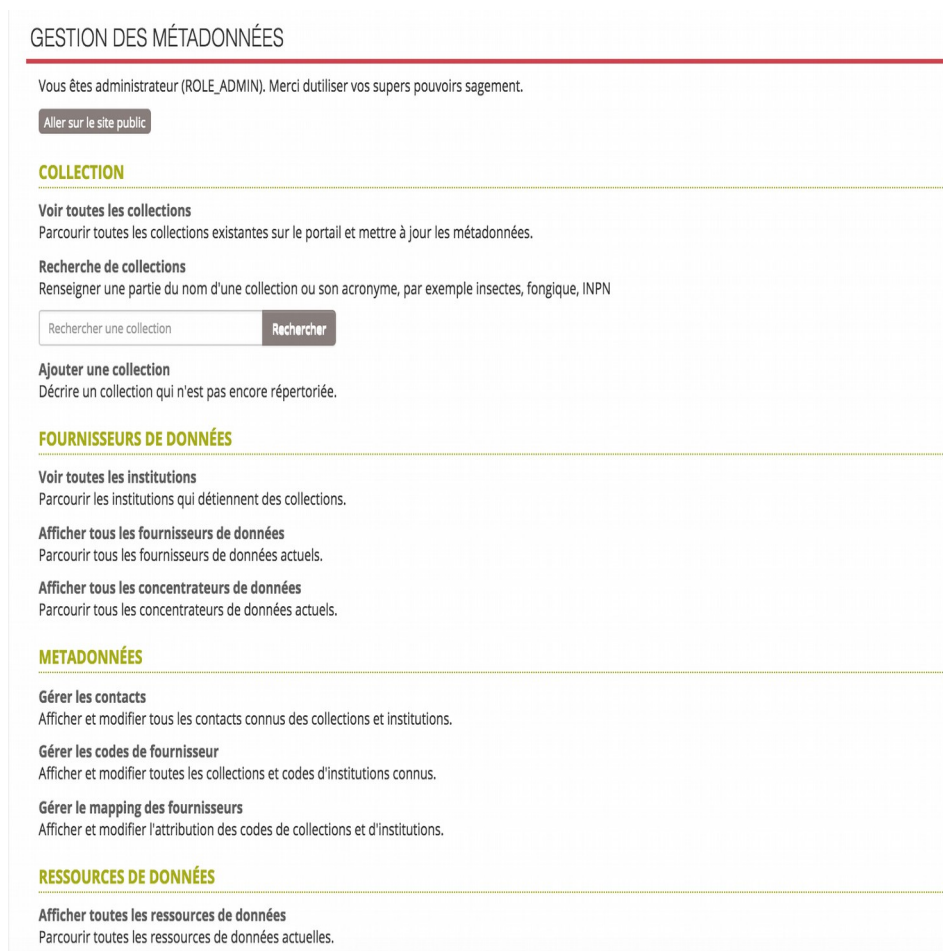 GESTION DES MÉTADONNÉES
Vous êtes administrateur (ROLE_ADMIN). Merci dutiliser vos supers pouvoirs sagement.
Aller sur le site public
COLLECTION
Voir toutes les collections
Parcourir toutes les collections existantes sur le portail et mettre à jour les métadonnées.
Recherche de collections
Renseigner une partie du nom d'une collection ou son acronyme, par exemple insectes, fongique, INPN
Rechercher une collection Rechercher
Ajouter une collection
Décrire un collection qui n'est pas encore répertoriée.
FOURNISSEURS DE DONNÉES
Voir toutes les institutions
Parcourir les institutions qui détiennent des collections.
Afficher tous les fournisseurs de données
Parcourir tous les fournisseurs de données actuels.
Afficher tous les concentrateurs de données
Parcourir tous les concentrateurs de données actuels.
METADONNÉES
Gérer les contacts
Afficher et modifier tous les contacts connus des collections et institutions.
Gérer les codes de fournisseur
Afficher et modifier toutes les collections et codes d'institutions connus.
Gérer le mapping des fournisseurs
Afficher et modifier l'attribution des codes de collections et d'institutions.
RESSOURCES DE DONNÉES
Afficher toutes les ressources de données
Parcourir toutes les ressources de données actuelles.